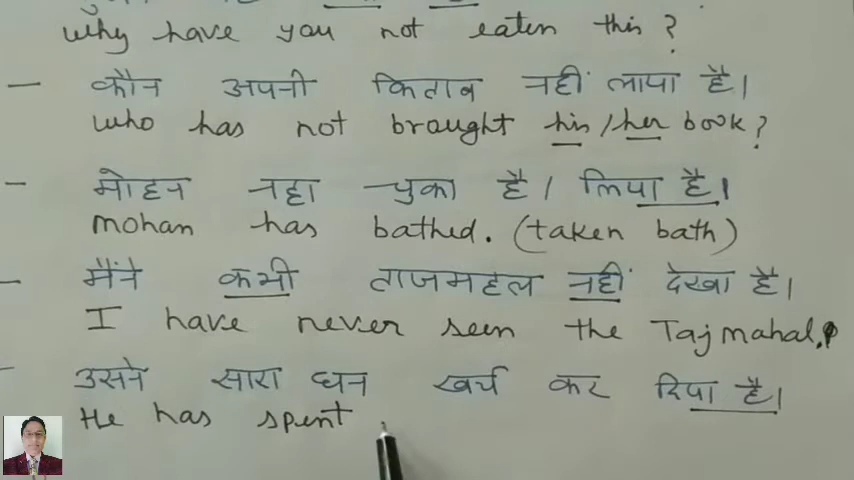 why have you not eaten this?
— कौन अपनी किताब नहीं लाया है।
who has not brought his/her book?
— मोहन नहा चुका है / लिया है।
mohan has bathed. (taken bath)
— मैंने कभी ताजमहल नहीं देखा है।
I have never seen the Tajmahal.
- उसने सारा धन खर्च कर दिया है।
He has spent